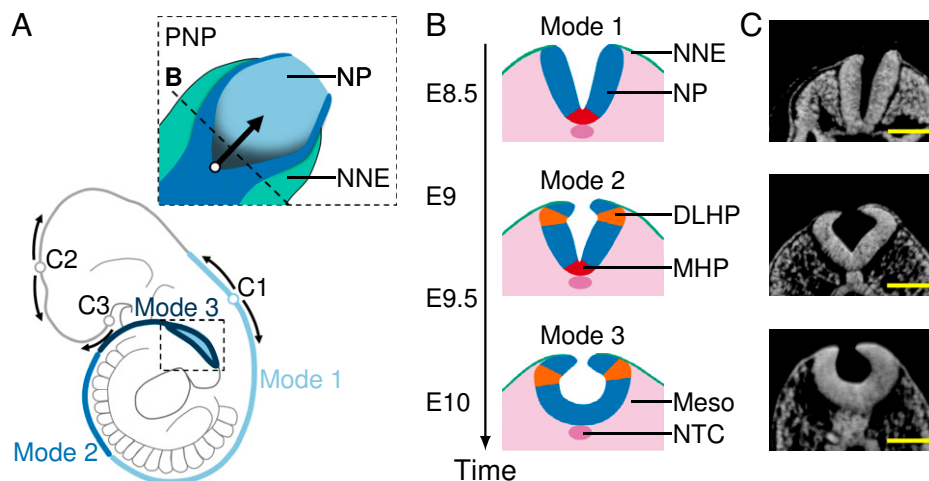 A
PNP
B
NP
NNE
C2
C3
Mode 3
C1
Mode 1
Mode 2
B
Mode 1
NNE
NP
E8.5
E9
Mode 2
DLHP
MHP
E9.5
Mode 3
E10
Meso
NTC
Time
C